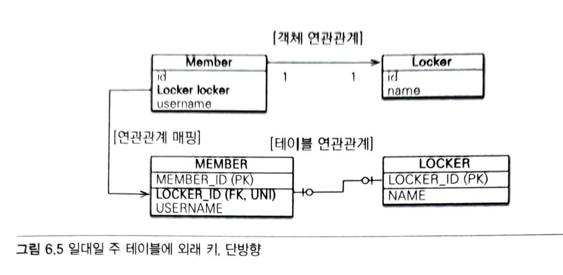 [객체 연관관계]
Member
Locker
id
1
1
id
Locker locker
name
username
[연관관계 매핑]
[테이블 연관관계]
MEMBER
LOCKER
MEMBER_ID (PK)
LOCKER_ID (PK)
LOCKER_ID (FK, UNI)
NAME
USERNAME
그림 6.5 일대일 주 테이블에 외래 키, 단방향